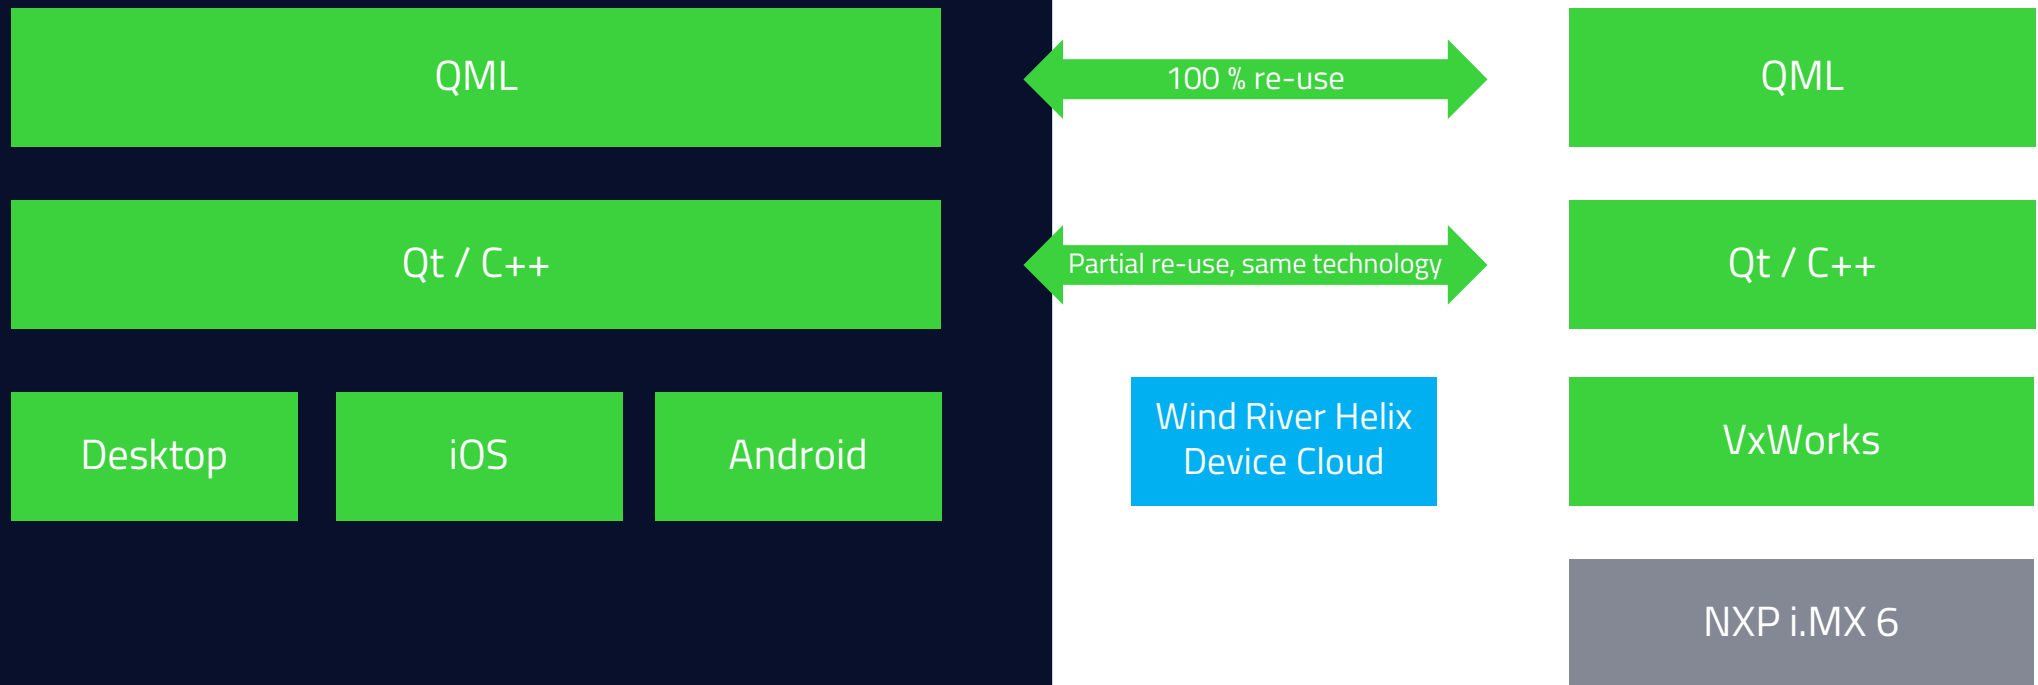 QML
100 % re-use
QML
Qt / C++
Partial re-use, same technology
Qt / C++
Desktop
iOS
Android
Wind River Helix
Device Cloud
VxWorks
NXP i.MX 6